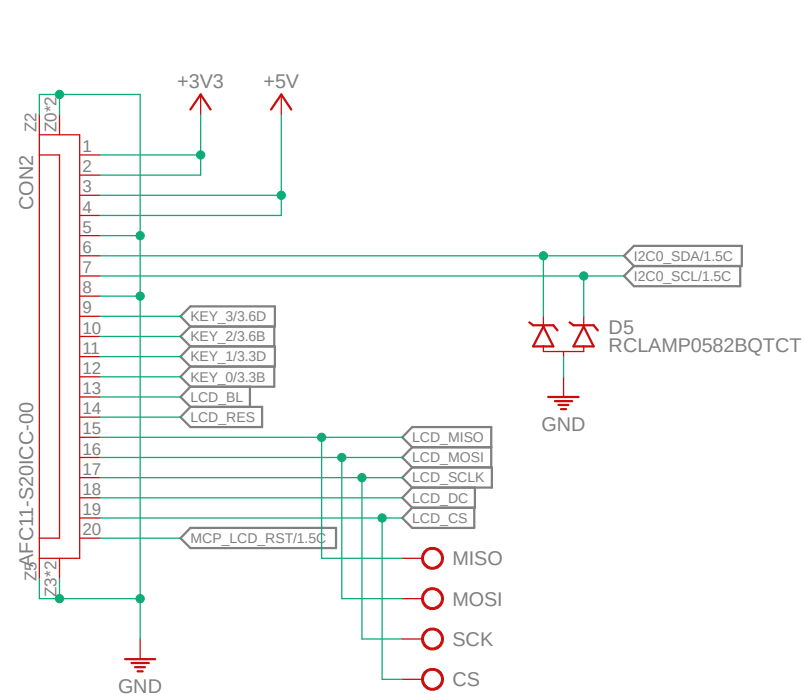 +3V3
+5V
Z2
Z0*2
CON2
AFC11-S20ICC-00
Z5
Z3*2
1
2
3
4
5
6
7
8
9
10
11
12
13
14
15
16
17
18
19
20
I2C0_SDA/1.5C
I2C0_SCL/1.5C
D5
RCLAMP0582BQTCT
GND
KEY_3/3.6D
KEY_2/3.6B
KEY_1/3.3D
KEY_0/3.3B
LCD_BL
LCD_RES
LCD_MISO
LCD_MOSI
LCD_SCLK
LCD_DC
LCD_CS
MCP_LCD_RST/1.5C
MISO
MOSI
SCK
CS
GND